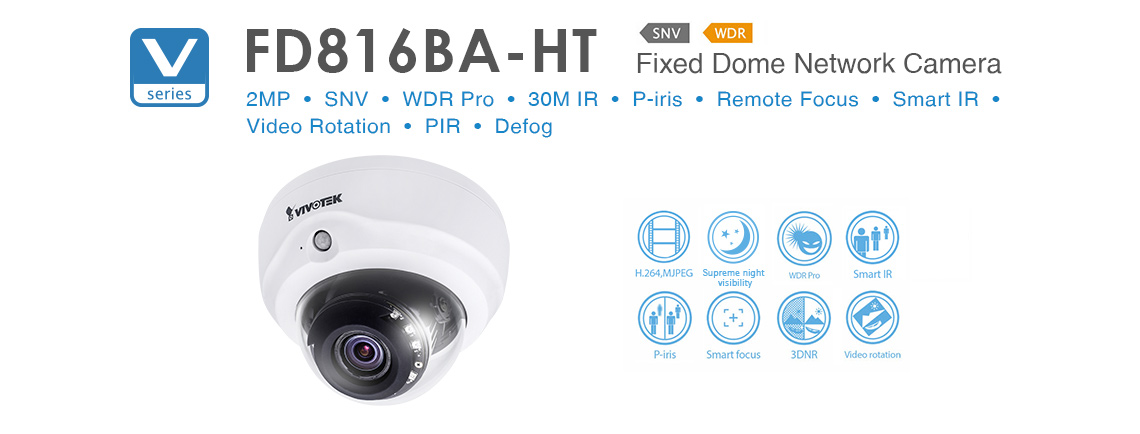 V
series
FD816BA-HT
SNV
WDR
Fixed Dome Network Camera
2MP • SNV • WDR Pro • 30M IR • P-iris • Remote Focus • Smart IR •
Video Rotation • PIR • Defog
VIVOTEK
H.264,MJPEG
Supreme night
visibility
WDR Pro
Smart IR
P-iris
Smart focus
3DNR
Video rotation